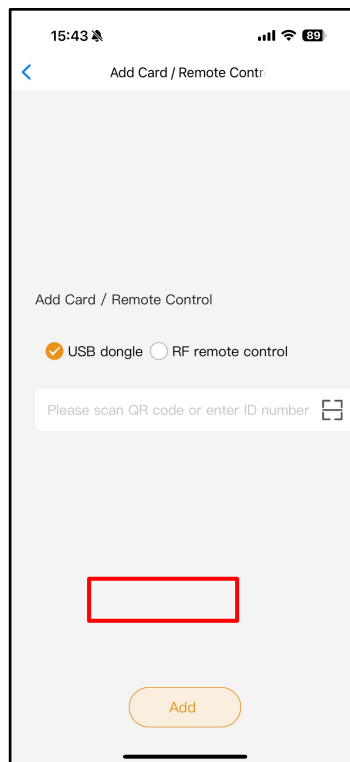 15:43 89
Add Card / Remote Contr
Add Card / Remote Control
USB dongle RF remote control
Please scan QR code or enter ID number
Add